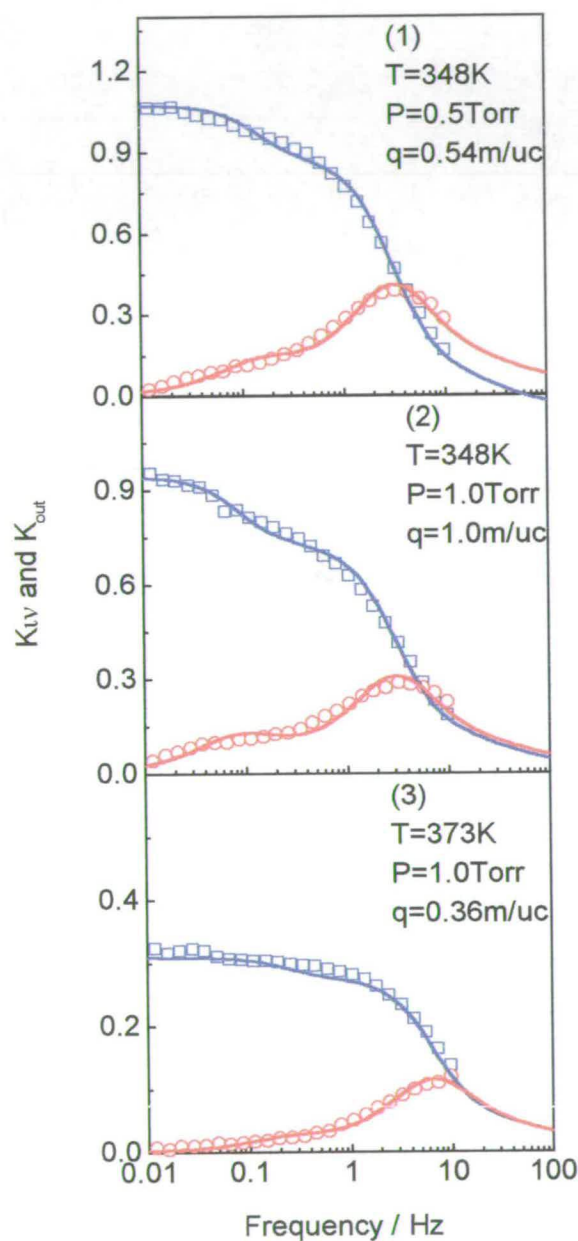 (1)
T=348K
P=0.5Torr
q=0.54m/uc
1.2
0.9
0.6
0.3
0.0
(2)
T=348K
P=1.0Torr
q=1.0m/uc
0.9
0.6
0.3
0.0
(3)
T=373K
P=1.0Torr
q=0.36m/uc
0.4
0.2
0.0
Kιν and K_out
0.01 0.1 1 10 100
Frequency / Hz